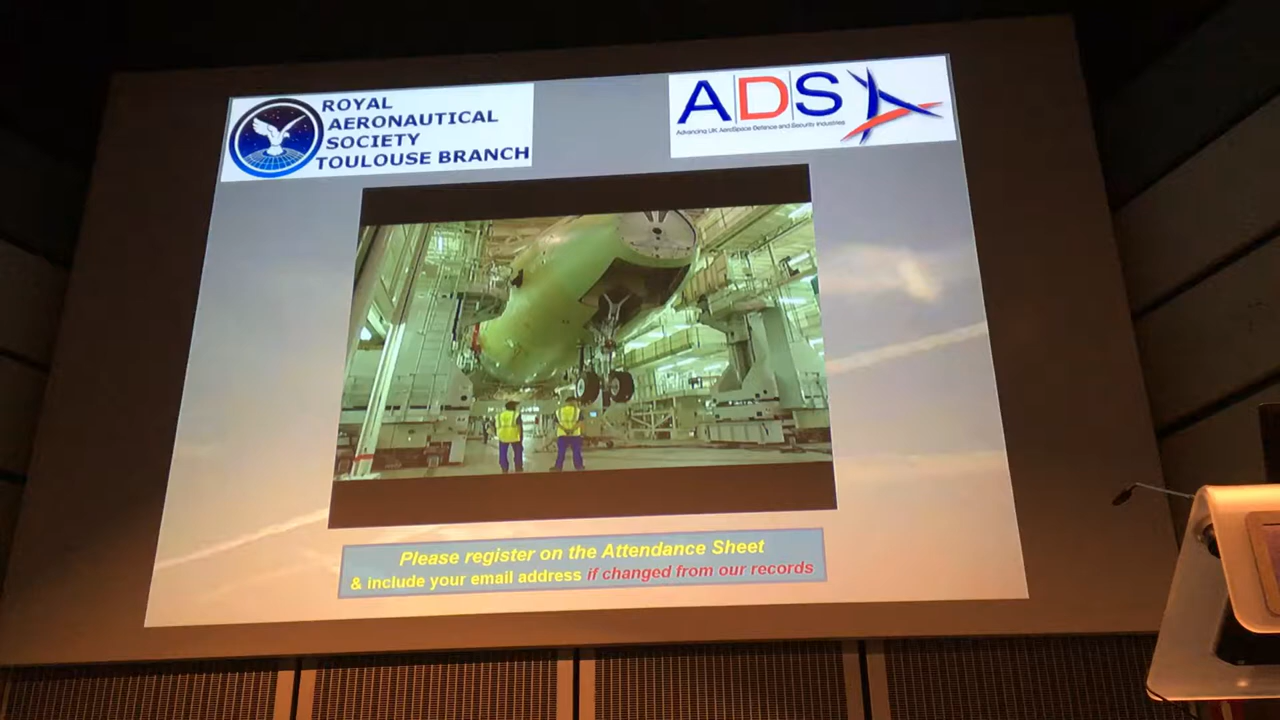 ROYAL
AERONAUTICAL
SOCIETY
TOULOUSE BRANCH
ADS
Advancing UK AeroSpace Defence and Security Industries
Please register on the Attendance Sheet
& include your email address if changed from our records